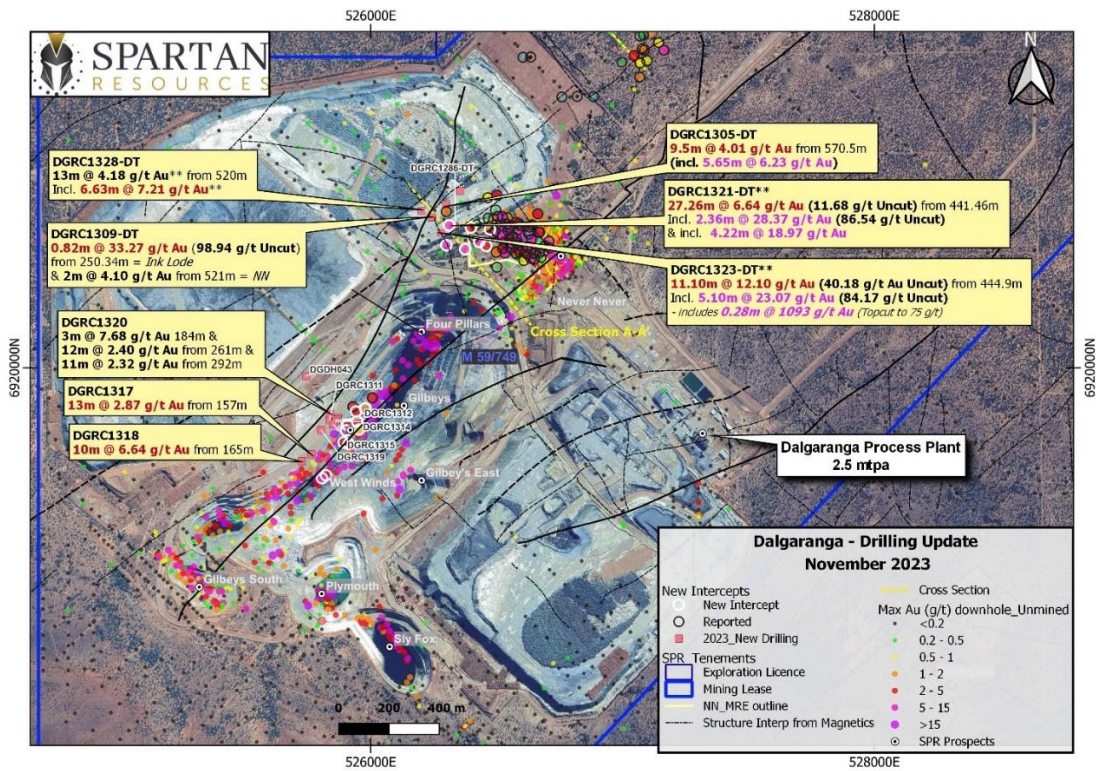 526000E
528000E
SPARTAN
RESOURCES
N
DGRC1328-DT
13m @ 4.18 g/t Au** from 520m
Incl. 6.63m @ 7.21 g/t Au**
DGRC1309-DT
0.82m @ 33.27 g/t Au (98.94 g/t Uncut)
from 250.34m = Ink Lode
& 2m @ 4.10 g/t Au from 521m = NN
DGRC1320
3m @ 7.68 g/t Au 184m &
12m @ 2.40 g/t Au from 261m &
11m @ 2.32 g/t Au from 292m
DGRC1317
13m @ 2.87 g/t Au from 157m
DGRC1318
10m @ 6.64 g/t Au from 165m
DGRC1305-DT
9.5m @ 4.01 g/t Au from 570.5m
(incl. 5.65m @ 6.23 g/t Au)
DGRC1321-DT**
27.26m @ 6.64 g/t Au (11.68 g/t Uncut) from 441.46m
Incl. 2.36m @ 28.37 g/t Au (86.54 g/t Uncut)
& incl. 4.22m @ 18.97 g/t Au
DGRC1323-DT**
11.10m @ 12.10 g/t Au (40.18 g/t Au Uncut) from 444.9m
Incl. 5.10m @ 23.07 g/t Au (84.17 g/t Uncut)
- includes 0.28m @ 1093 g/t Au (Topcut to 75 g/t)
DGRC1286-DT
Never Never
Four Pillars
Cross Section A-A'
M 59/749
DGDH043
DGRC1311
Gilbeys
DGRC1312
DGRC1314
DGRC1315
DGRC1319
West Winds
Gilbey's East
Gilbeys South
Plymouth
Sly Fox
Dalgaranga Process Plant
2.5 mtpa
6920000N
6920000N
0 200 400 m
Dalgaranga - Drilling Update
November 2023
New Intercepts
New Intercept
Reported
2023_New Drilling
SPR_Tenements
Exploration Licence
Mining Lease
NN_MRE outline
Structure Interp from Magnetics
Cross Section
Max Au (g/t) downhole_Unmined
<0.2
0.2 - 0.5
0.5 - 1
1 - 2
2 - 5
5 - 15
>15
SPR Prospects
526000E
528000E